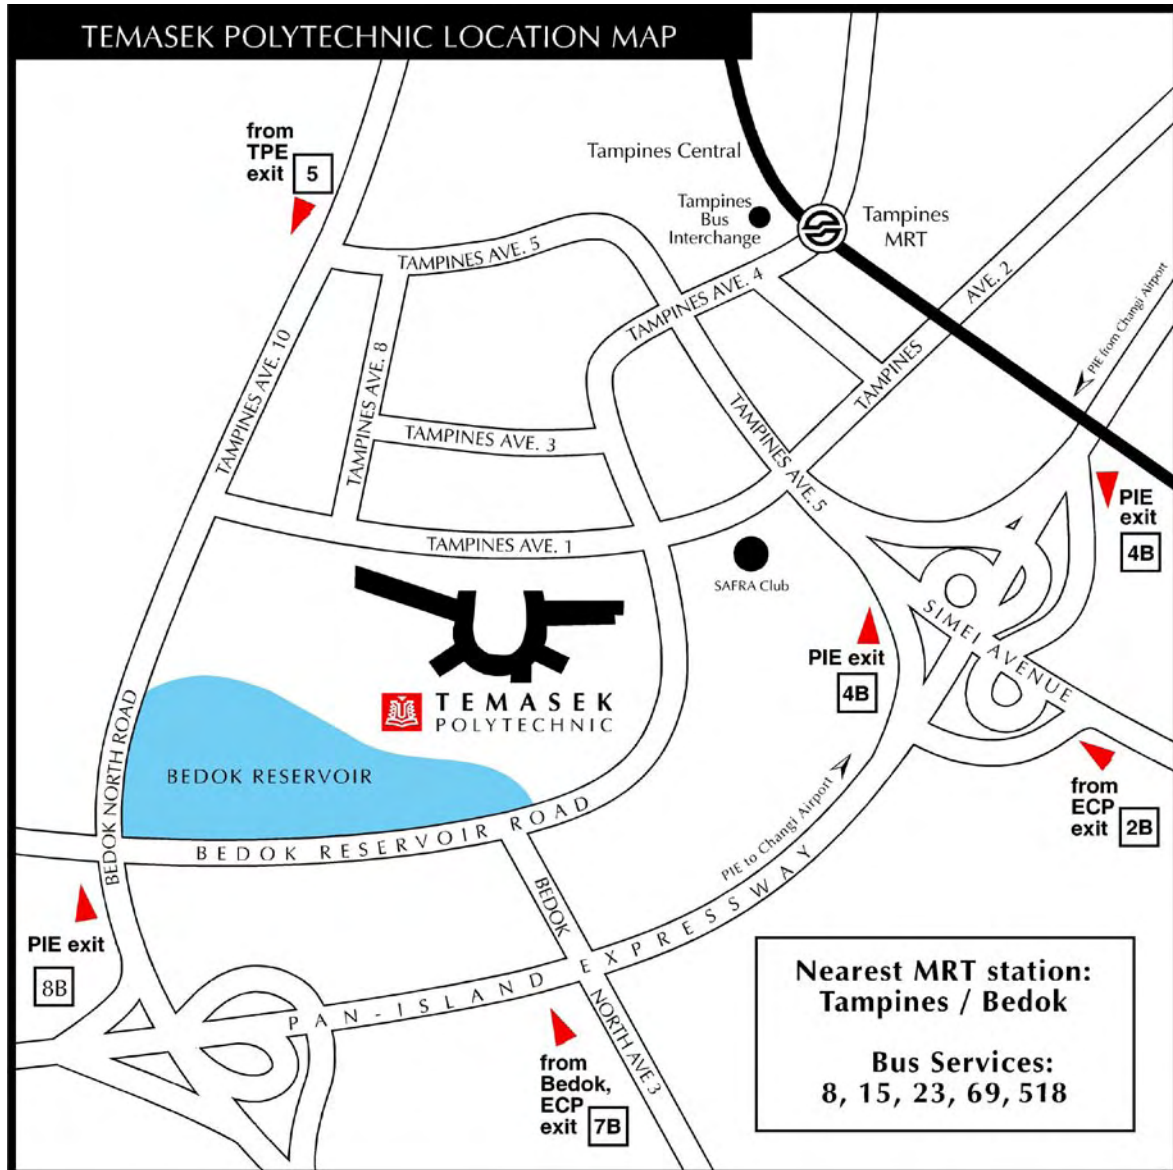 TEMASEK POLYTECHNIC LOCATION MAP
from
TPE
exit 5
Tampines Central
Tampines
Bus
Interchange
Tampines
MRT
TAMPINES AVE. 5
TAMPINES AVE. 4
TAMPINES AVE. 2
PIE from Changi Airport
TAMPINES AVE. 10
TAMPINES AVE. 8
TAMPINES AVE. 3
TAMPINES AVE. 5
TAMPINES AVE. 1
PIE
exit
4B
SAFRA Club
SIMEI AVENUE
PIE exit
4B
TEMASEK
POLYTECHNIC
BEDOK NORTH ROAD
BEDOK RESERVOIR
BEDOK RESERVOIR ROAD
PIE to Changi Airport
from
ECP
exit 2B
PIE exit
8B
BEDOK
NORTH AVE 3
PAN-ISLAND EXPRESSWAY
from
Bedok,
ECP
exit 7B
Nearest MRT station:
Tampines / Bedok
Bus Services:
8, 15, 23, 69, 518